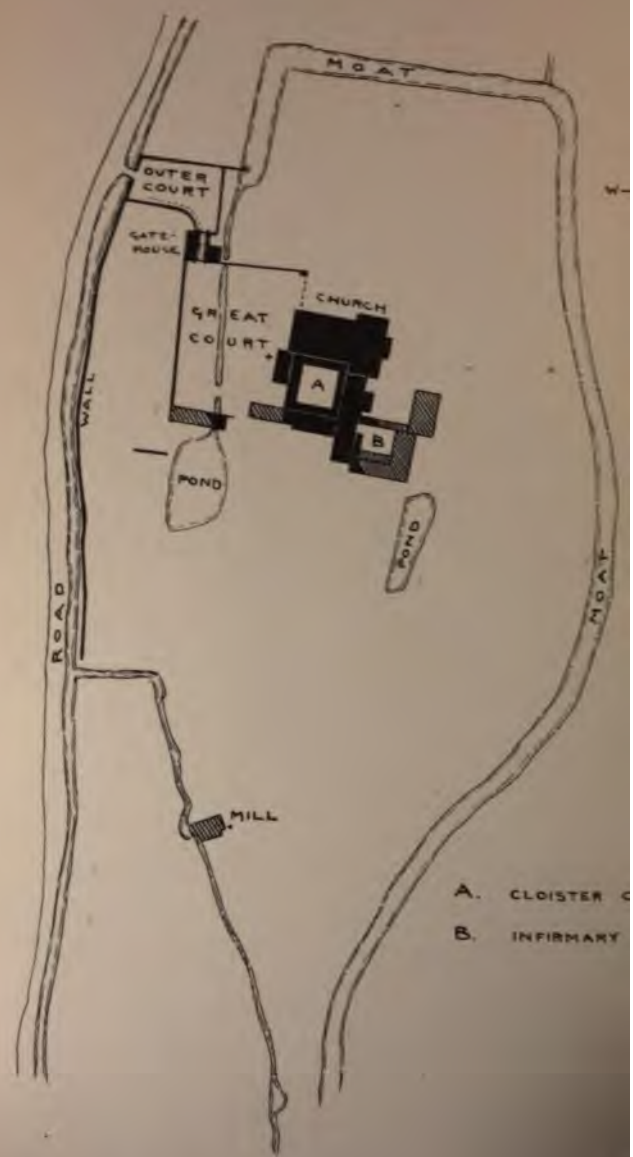 MOAT
OUTER
COURT
W-
GATE-
HOUSE
CHURCH
GREAT
COURT
A
WALL
B
POND
POND
MOAT
ROAD
MILL
A. CLOISTER
B. INFIRMARY